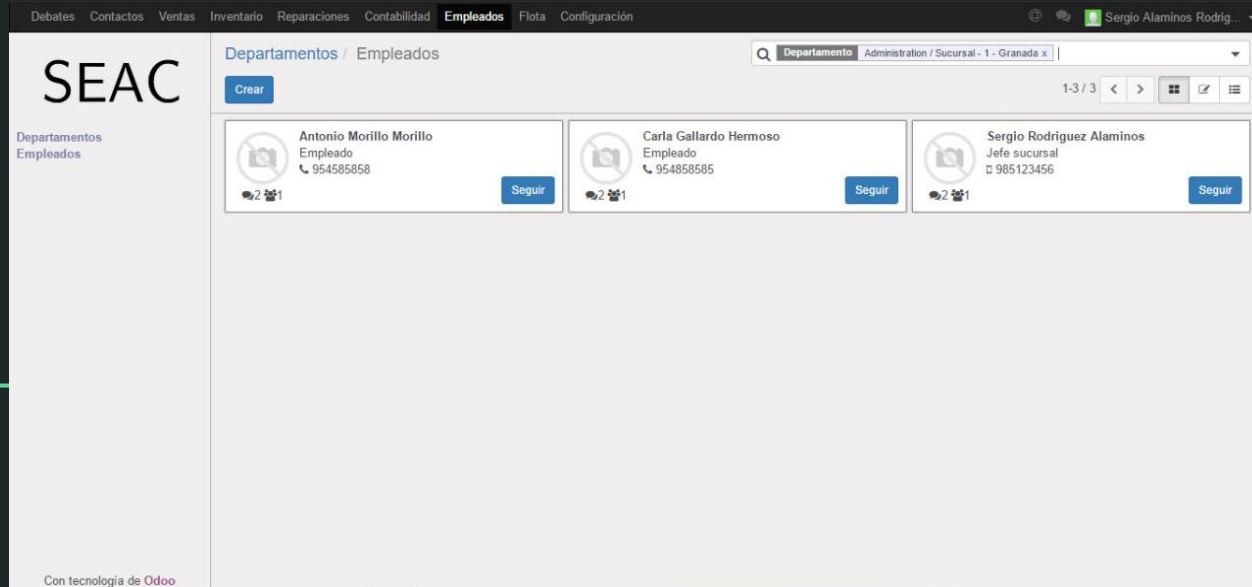 Debates Contactos Ventas Inventario Reparaciones Contabilidad Empleados Flota Configuración @ Sergio Alaminos Rodrig...
SEAC
Departamentos
Empleados
Departamentos / Empleados
Departamento Administration / Sucursal - 1 - Granada x
Crear
1-3 / 3
Antonio Morillo Morillo
Empleado
954585858
2 1
Seguir
Carla Gallardo Hermoso
Empleado
954858585
2 1
Seguir
Sergio Rodriguez Alaminos
Jefe sucursal
985123456
2 1
Seguir
Con tecnología de Odoo